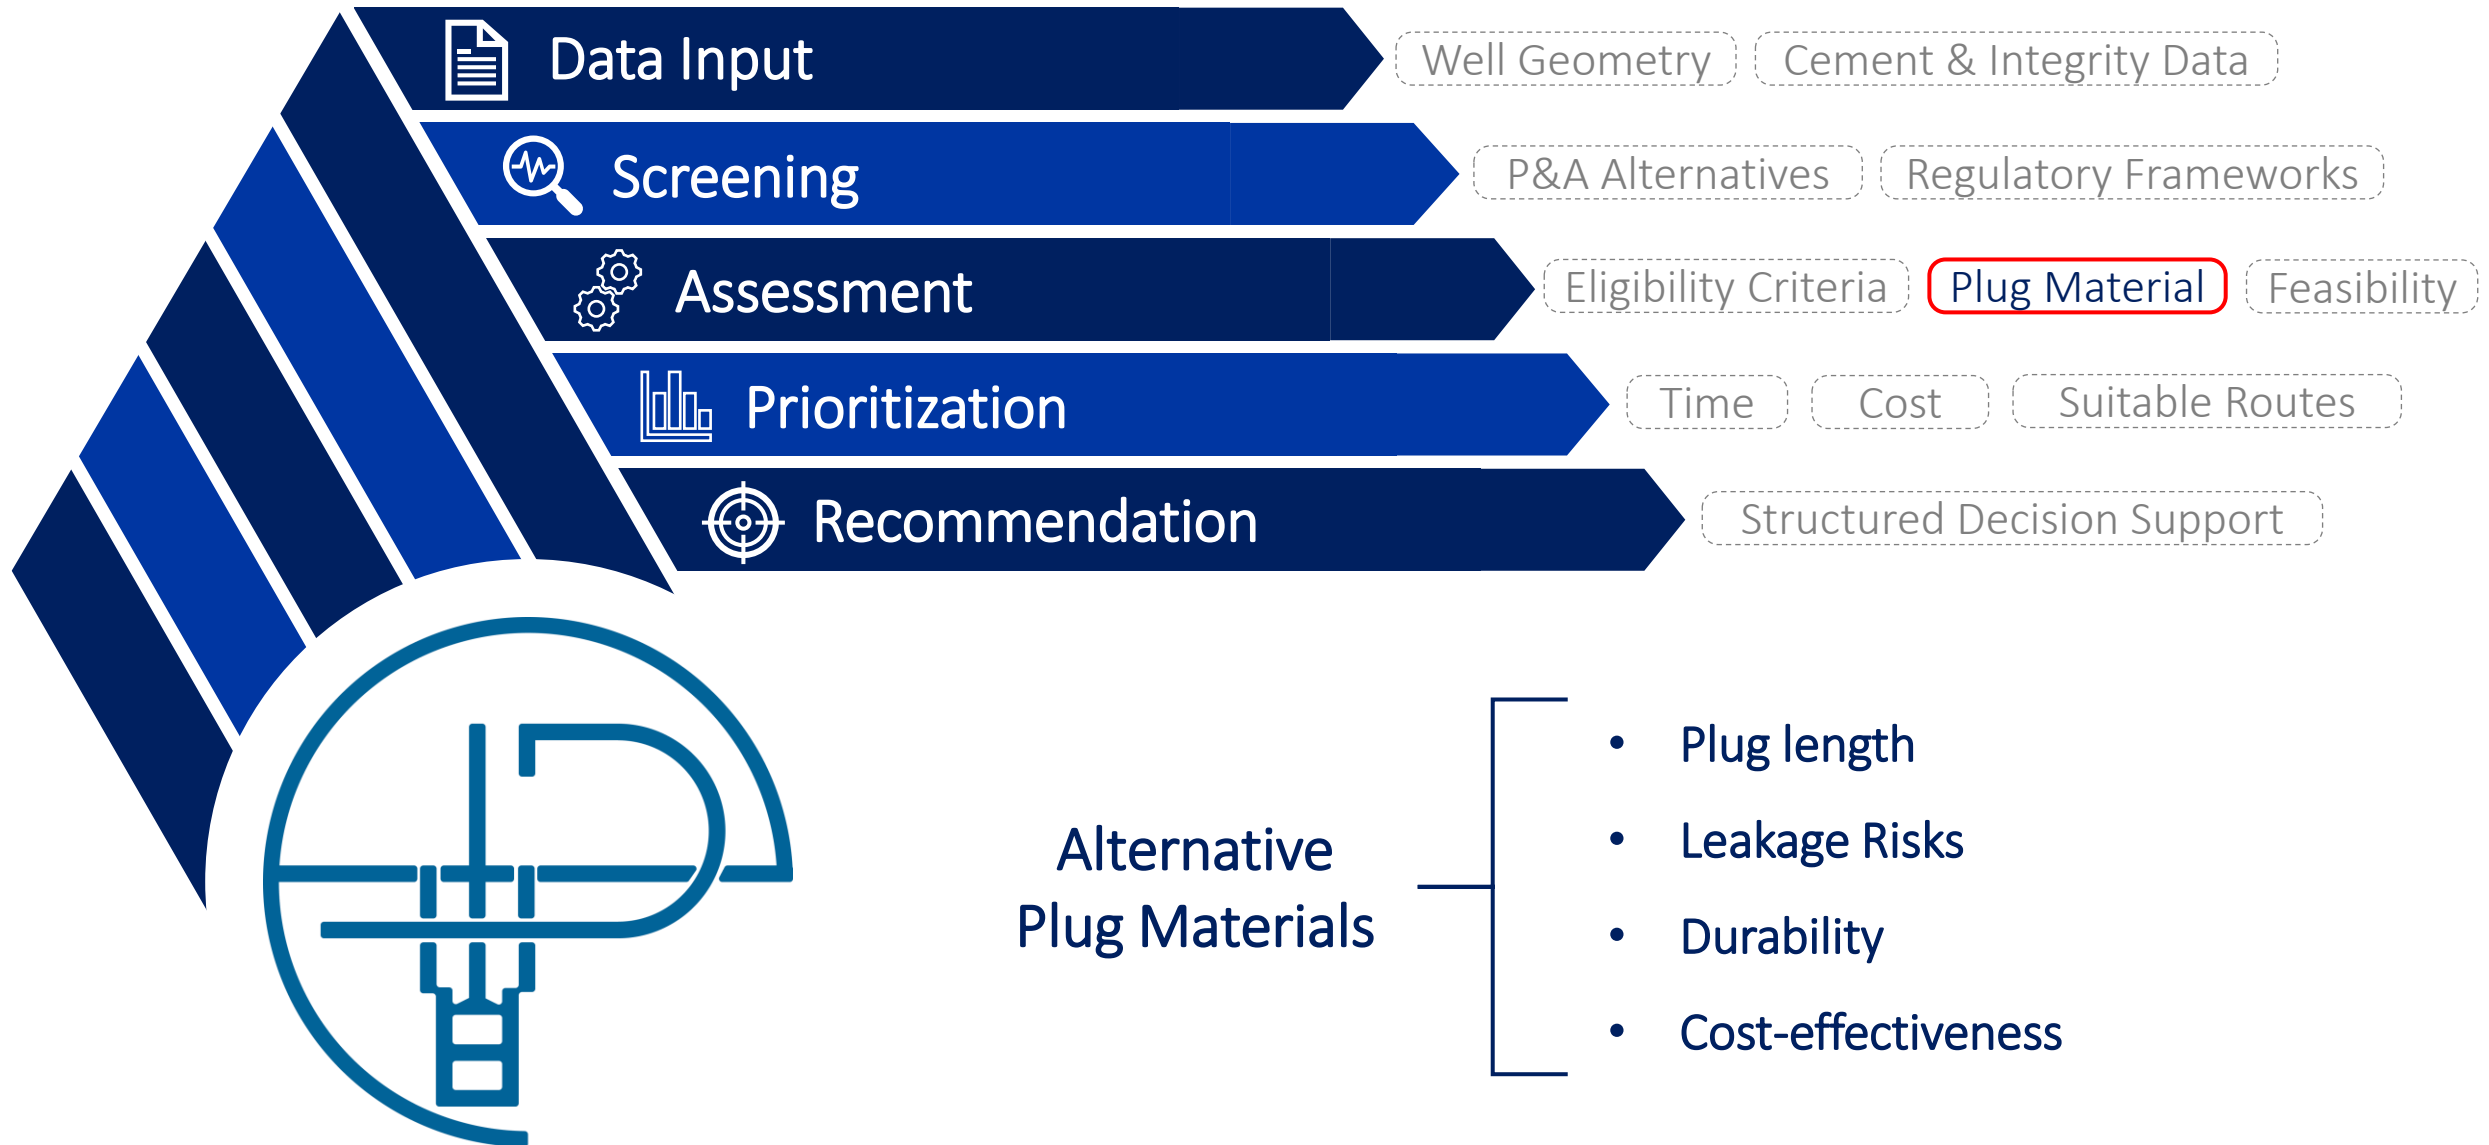 Data Input
Well Geometry
Cement & Integrity Data
Screening
P&A Alternatives
Regulatory Frameworks
Assessment
Eligibility Criteria
Plug Material
Feasibility
Prioritization
Time
Cost
Suitable Routes
Recommendation
Structured Decision Support
Alternative
Plug Materials
• Plug length
• Leakage Risks
• Durability
• Cost-effectiveness